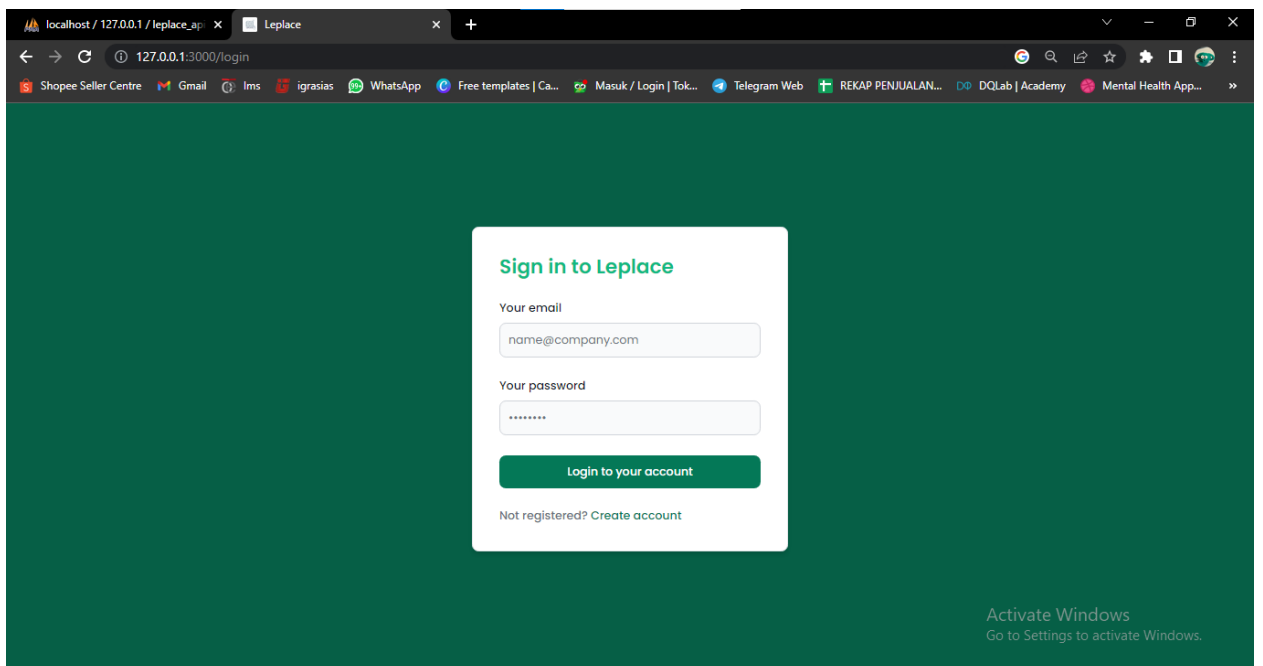 localhost / 127.0.0.1 / leplace_ap
Leplace
127.0.0.1:3000/login
Shopee Seller Centre Gmail lms igrasias WhatsApp Free templates | Ca... Masuk / Login | Tok... Telegram Web REKAP PENJUALAN... DQLab | Academy Mental Health App... »
Sign in to Leplace
Your email
name@company.com
Your password
••••••••
Login to your account
Not registered? Create account
Activate Windows
Go to Settings to activate Windows.